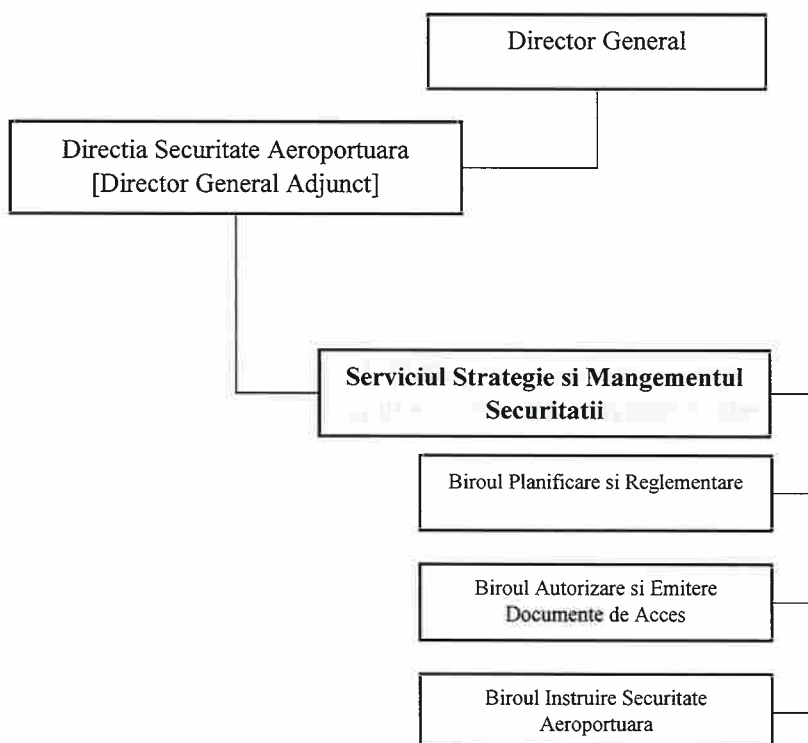 Director General
Directia Securitate Aeroportuara
[Director General Adjunct]
Serviciul Strategie si Mangementul
Securitatii
Biroul Planificare si Reglementare
Biroul Autorizare si Emitere
Documente de Acces
Biroul Instruire Securitate
Aeroportuara